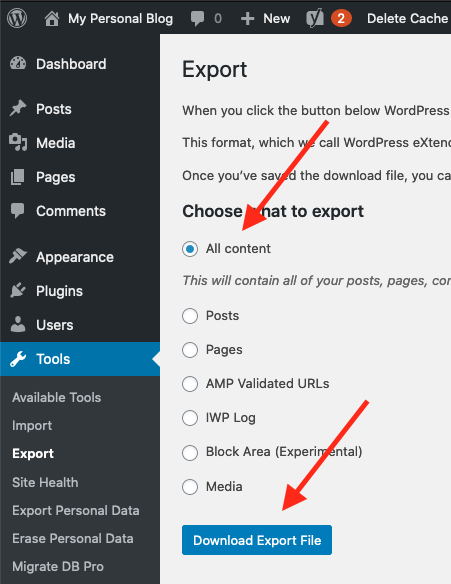 My Personal Blog 0 New 2 Delete Cache
Dashboard
Posts
Media
Pages
Comments
Appearance
Plugins
Users
Tools
Available Tools
Import
Export
Site Health
Export Personal Data
Erase Personal Data
Migrate DB Pro
Export
When you click the button below WordPress
This format, which we call WordPress eXtend
Once you've saved the download file, you ca
Choose what to export
All content
This will contain all of your posts, pages, con
Posts
Pages
AMP Validated URLs
IWP Log
Block Area (Experimental)
Media
Download Export File